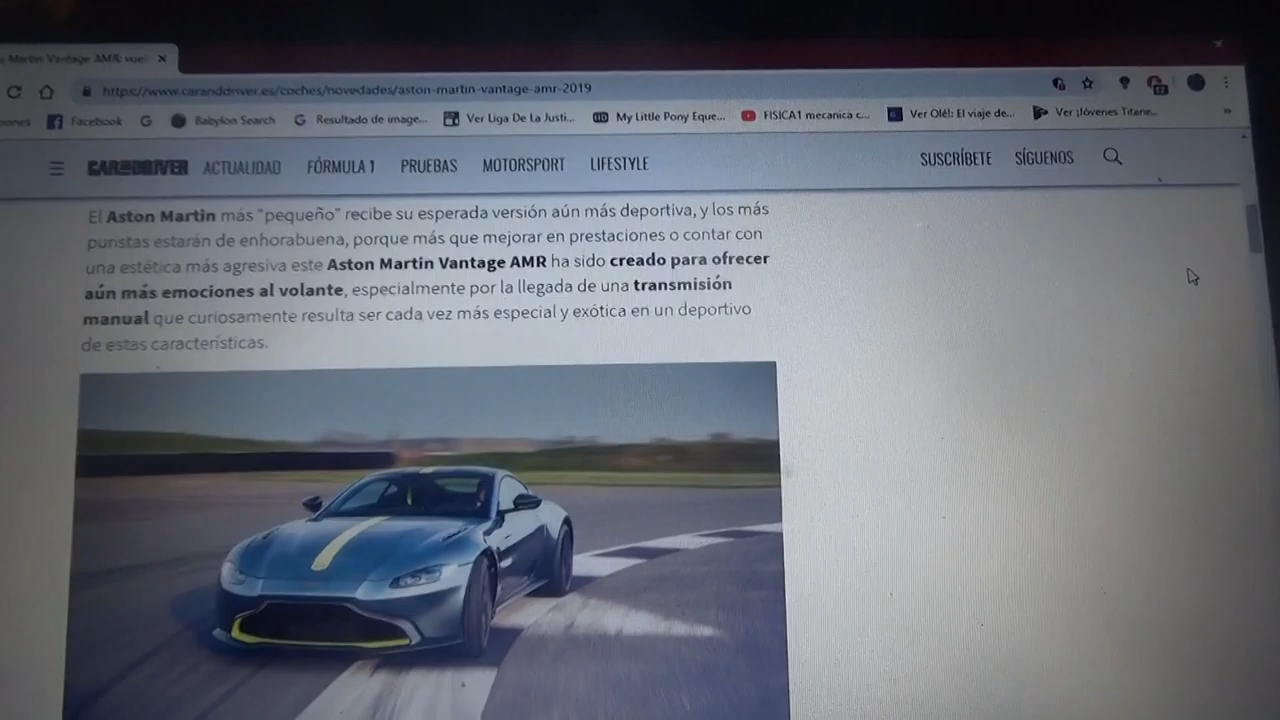 Martin Vantage AMR: vuel
https://www.caranddriver.es/coches/novedades/aston-martin-vantage-amr-2019
ones Facebook Babylon Search Resultado de image... Ver Liga De La Justi... My Little Pony Eque... FISICA1 mecanica c... Ver Olé!: El viaje de... Ver ¡Jóvenes Titane... »
CAR AND DRIVER ACTUALIDAD FÓRMULA 1 PRUEBAS MOTORSPORT LIFESTYLE SUSCRÍBETE SÍGUENOS
El Aston Martin más "pequeño" recibe su esperada versión aún más deportiva, y los más
puristas estarán de enhorabuena, porque más que mejorar en prestaciones o contar con
una estética más agresiva este Aston Martin Vantage AMR ha sido creado para ofrecer
aún más emociones al volante, especialmente por la llegada de una transmisión
manual que curiosamente resulta ser cada vez más especial y exótica en un deportivo
de estas características.